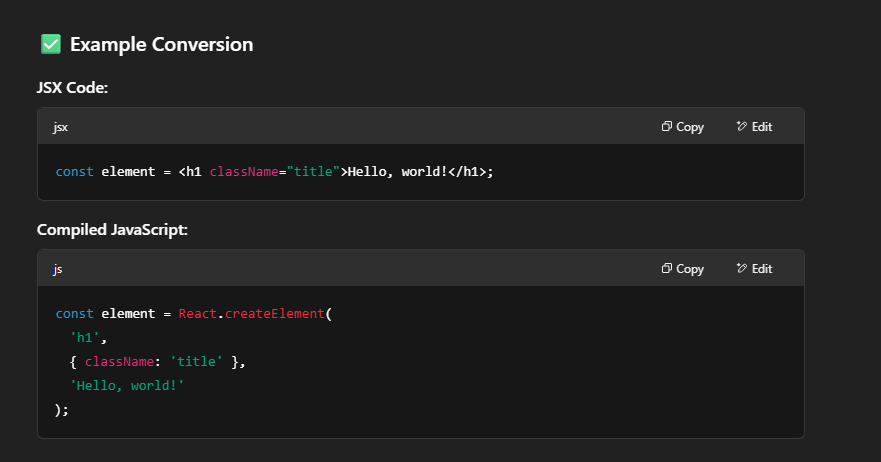 ✅ Example Conversion
JSX Code:
jsx Copy Edit
const element = <h1 className="title">Hello, world!</h1>;
Compiled JavaScript:
js Copy Edit
const element = React.createElement(
  'h1',
  { className: 'title' },
  'Hello, world!'
);